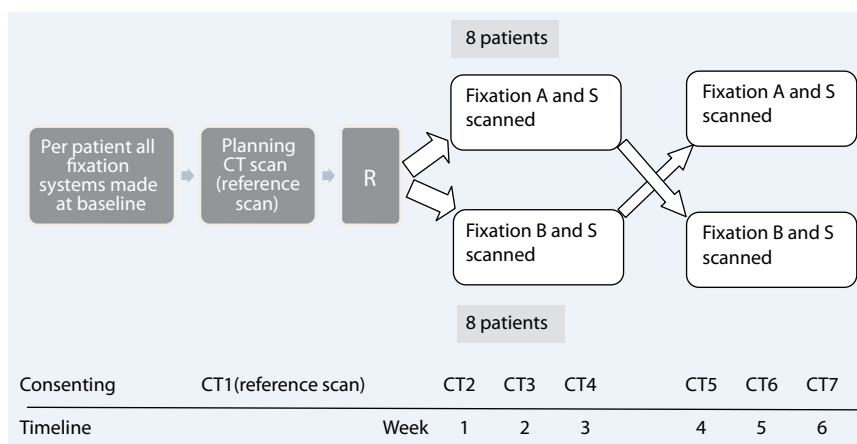 8 patients
Per patient all
fixation
systems made
at baseline
Planning
CT scan
(reference
scan)
R
Fixation A and S
scanned
Fixation A and S
scanned
Fixation B and S
scanned
Fixation B and S
scanned
8 patients
Consenting CT1(reference scan) CT2 CT3 CT4 CT5 CT6 CT7
Timeline Week 1 2 3 4 5 6